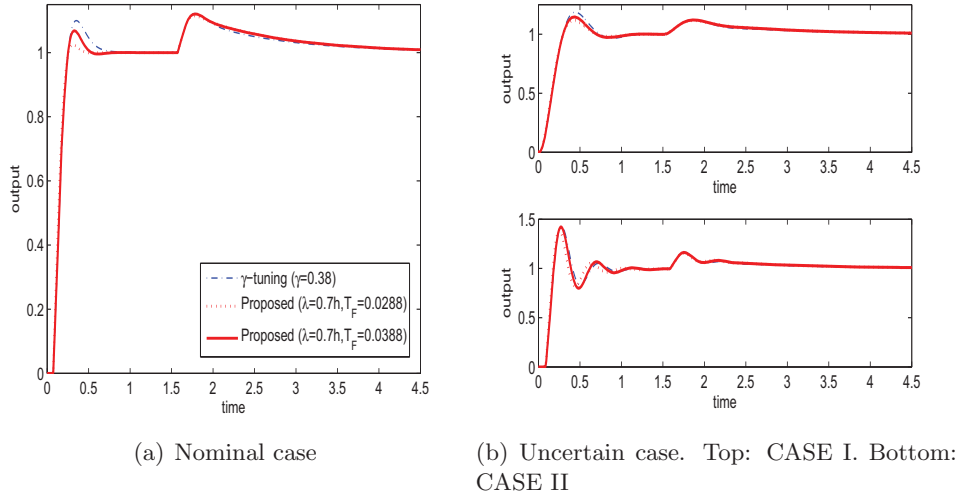 output
1.2
1
0.8
0.6
0.4
0.2
0
0 0.5 1 1.5 2 2.5 3 3.5 4 4.5
time
γ−tuning (γ=0.38)
Proposed (λ=0.7h,T_F=0.0288)
Proposed (λ=0.7h,T_F=0.0388)
(a) Nominal case
output
1
0.5
0
0 0.5 1 1.5 2 2.5 3 3.5 4 4.5
time
output
1.5
1
0.5
0
0 0.5 1 1.5 2 2.5 3 3.5 4 4.5
time
(b) Uncertain case. Top: CASE I. Bottom:
CASE II